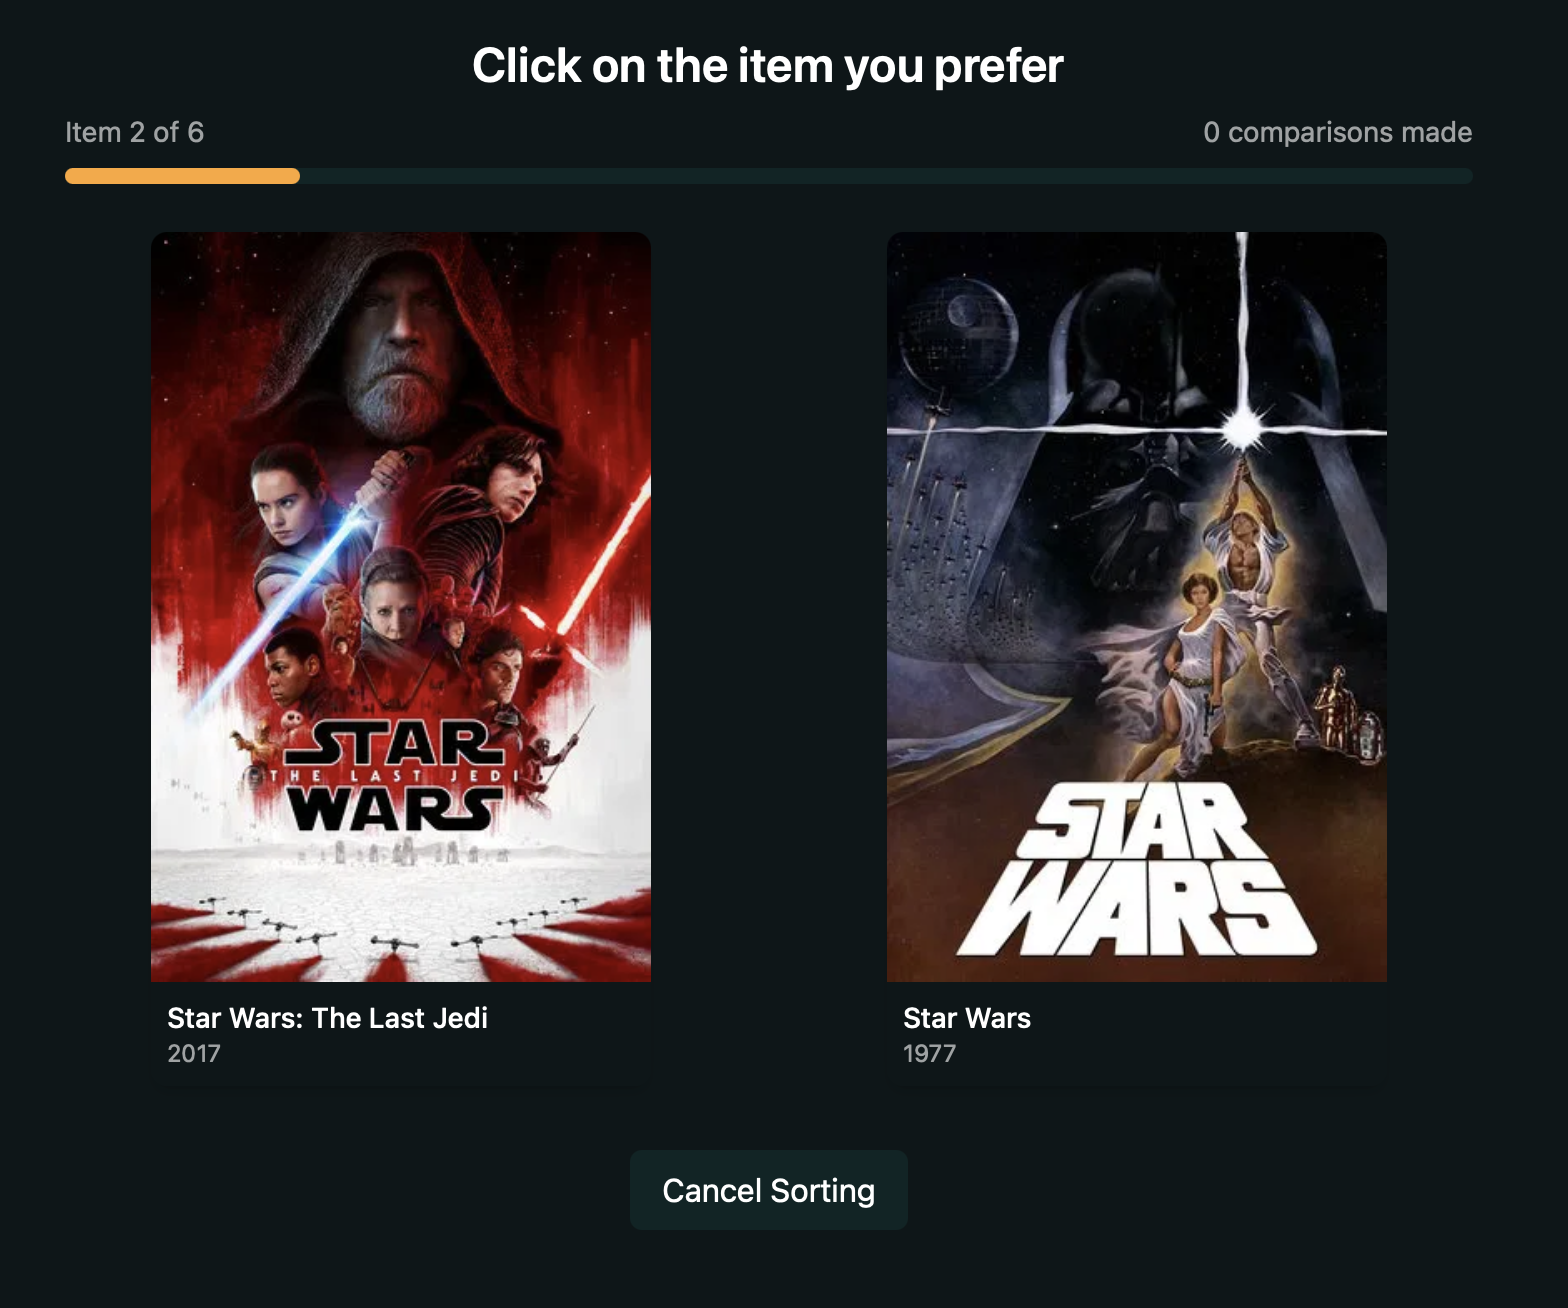 Click on the item you prefer
Item 2 of 6
0 comparisons made
STAR
THE LAST JEDI
WARS
STAR
WARS
Star Wars: The Last Jedi
2017
Star Wars
1977
Cancel Sorting